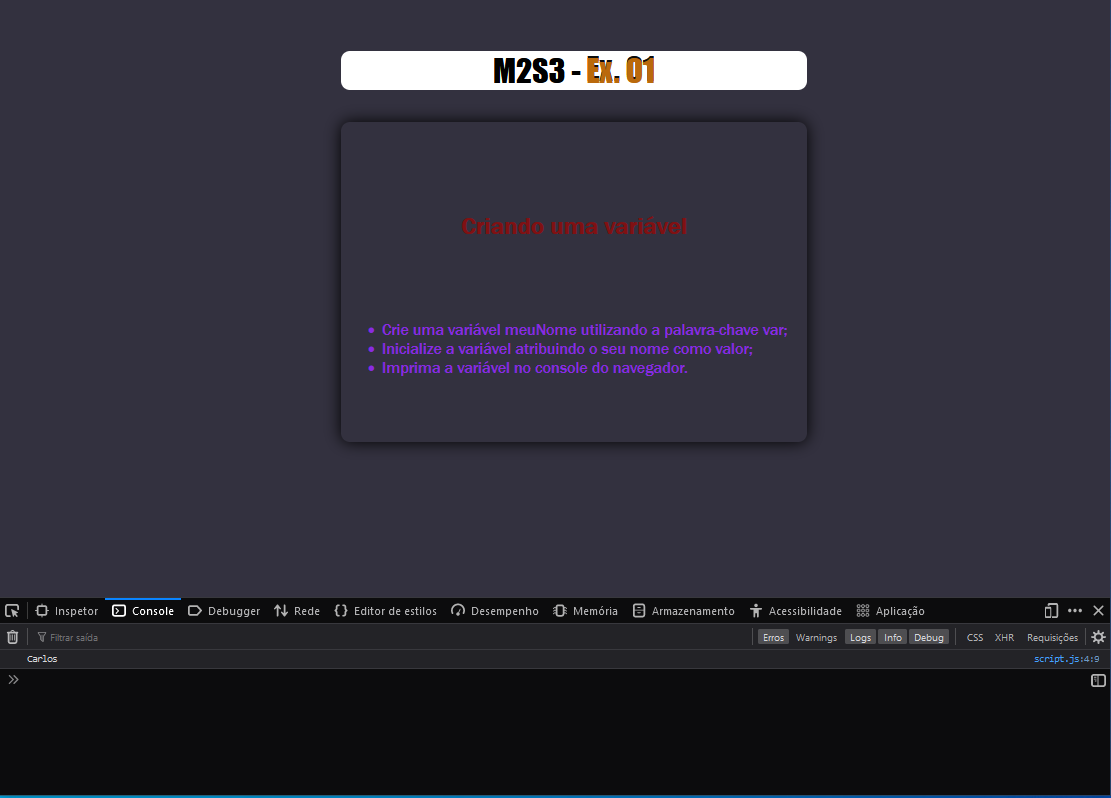 M2S3 - Ex. 01
Criando uma variável
Crie uma variável meuNome utilizando a palavra-chave var;
Inicialize a variável atribuindo o seu nome como valor;
Imprima a variável no console do navegador.
Inspetor Console Debugger Rede Editor de estilos Desempenho Memória Armazenamento Acessibilidade Aplicação
Filtrar saída Erros Warnings Logs Info Debug CSS XHR Requisições
Carlos script.js:4:9